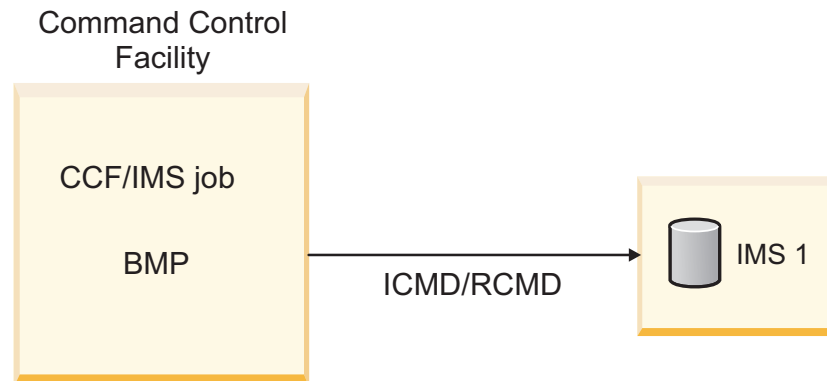 Command Control
Facility
CCF/IMS job
BMP
ICMD/RCMD
IMS 1